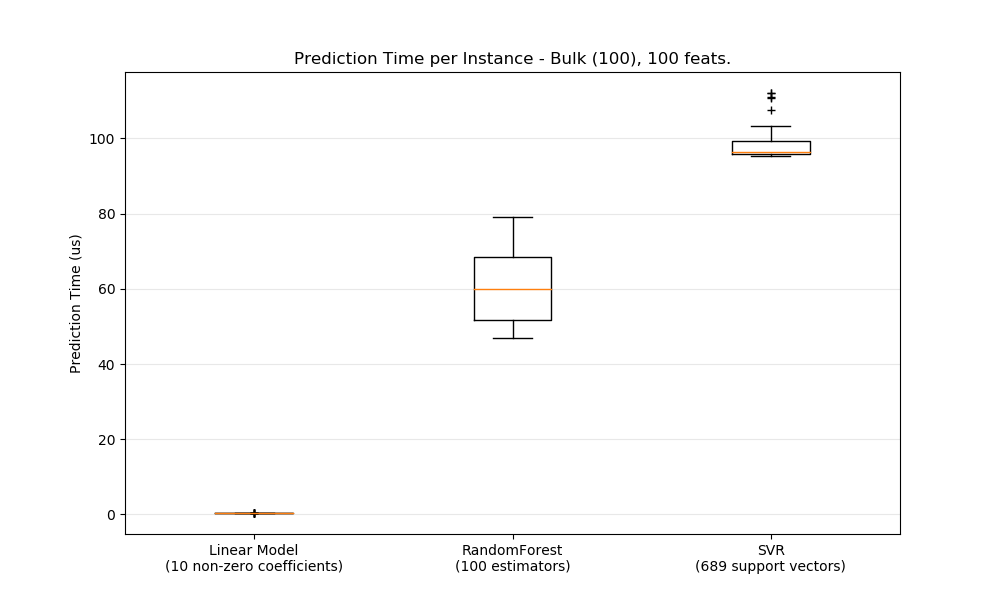 Prediction Time per Instance - Bulk (100), 100 feats.
Prediction Time (us)
100
80
60
40
20
0
Linear Model
(10 non-zero coefficients)
RandomForest
(100 estimators)
SVR
(689 support vectors)